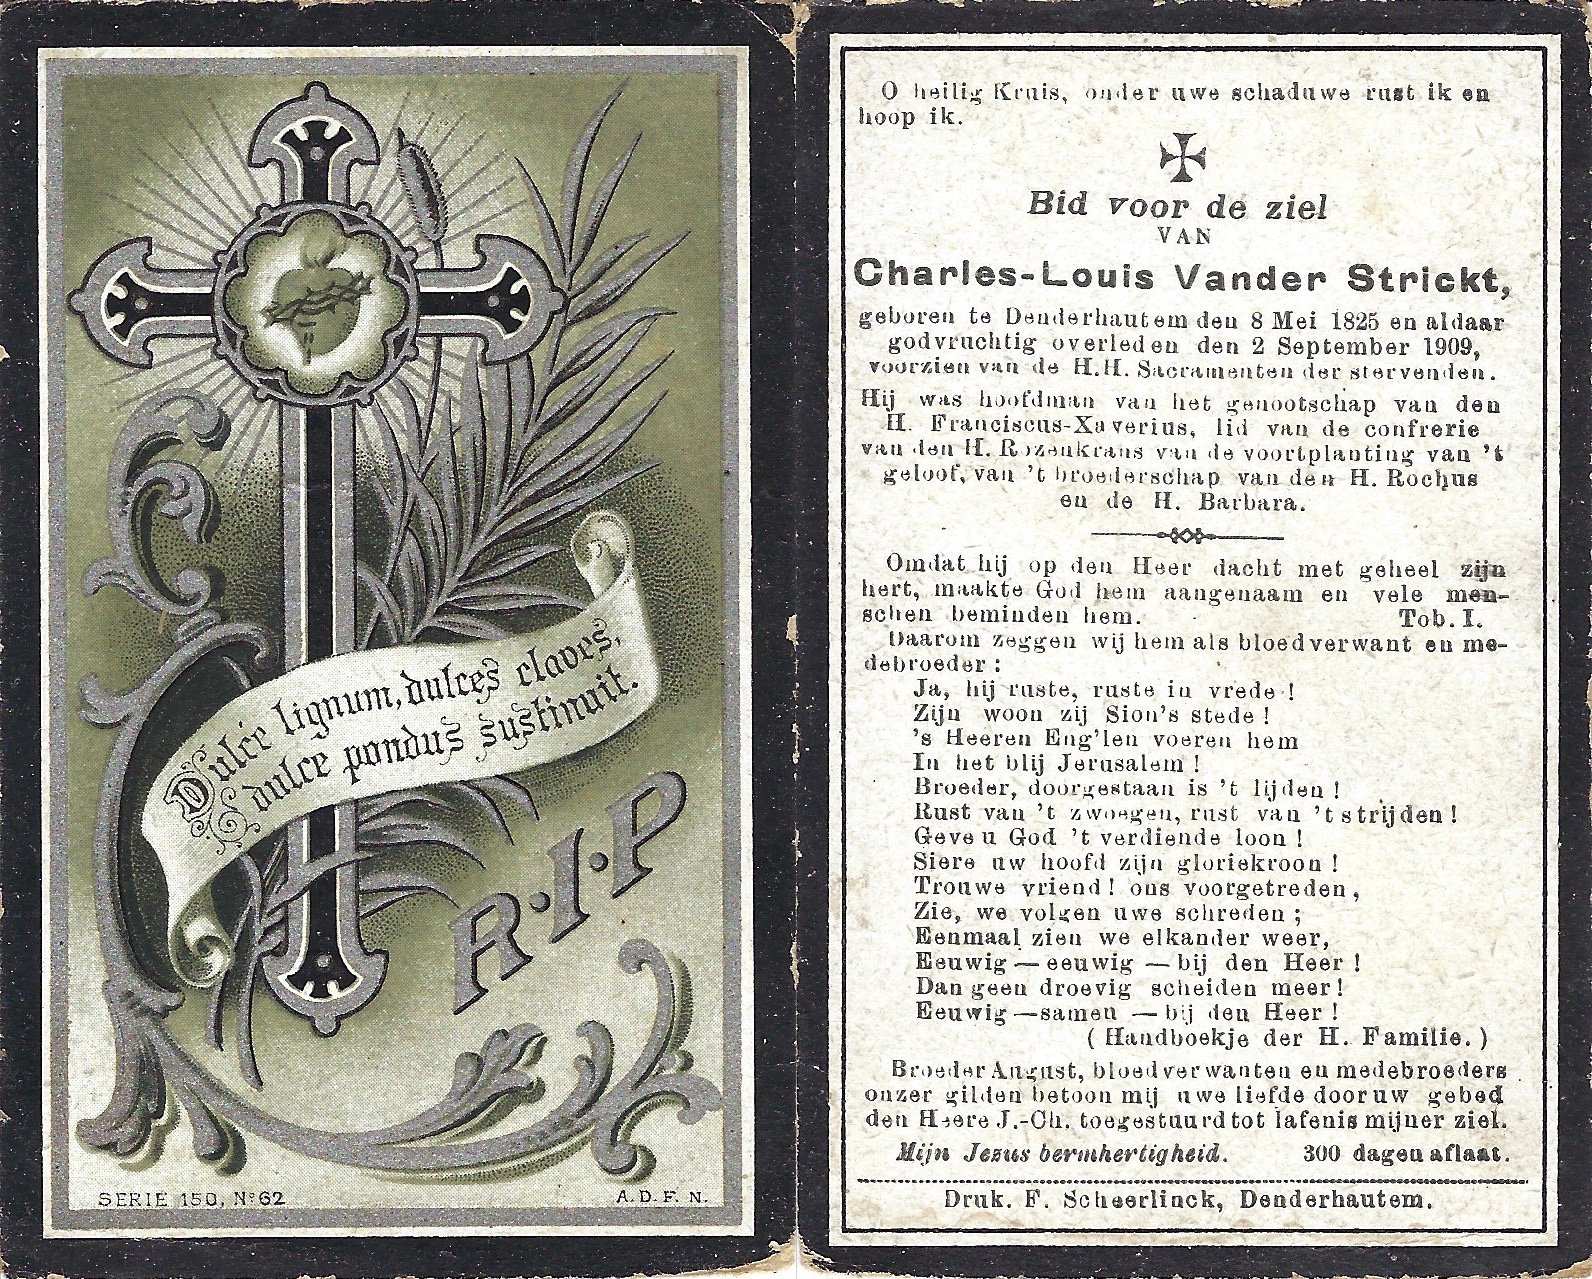 Dulce lignum, dulces claves,
dulce pondus sustinuit.
R·I·P
SERIE 150, Nº 62
A.D.F.N.
O heilig Kruis, onder uwe schaduwe rust ik en
hoop ik.
Bid voor de ziel
VAN
Charles-Louis Vander Strickt,
geboren te Denderhautem den 8 Mei 1825 en aldaar
godvruchtig overleden den 2 September 1909,
voorzien van de H.H. Sacramenten der stervenden.
Hij was hoofdman van het genootschap van den
H. Franciscus-Xaverius, lid van de confrerie
van den H. Rozenkrans van de voortplanting van 't
geloof, van 't broederschap van den H. Rochus
en de H. Barbara.
Omdat hij op den Heer dacht met geheel zijn
hert, maakte God hem aangenaam en vele men-
schen beminden hem. Tob. I.
Daarom zeggen wij hem als bloedverwant en me-
debroeder :
Ja, hij ruste, ruste in vrede !
Zijn woon zij Sion's stede !
's Heeren Eng'len voeren hem
In het blij Jerusalem !
Broeder, doorgestaan is 't lijden !
Rust van 't zwoegen, rust van 't strijden !
Geve u God 't verdiende loon !
Siere uw hoofd zijn gloriekroon !
Trouwe vriend ! ons voorgetreden,
Zie, we volgen uwe schreden ;
Eenmaal zien we elkander weer,
Eeuwig — eeuwig — bij den Heer !
Dan geen droevig scheiden meer !
Eeuwig — samen — bij den Heer !
( Handboekje der H. Familie. )
Broeder August, bloedverwanten en medebroeders
onzer gilden betoon mij uwe liefde door uw gebed
den Heere J.-Ch. toegestuurd tot lafenis mijner ziel.
Mijn Jezus bermhertigheid. 300 dagen aflaat.
Druk. F. Scheerlinck, Denderhautem.